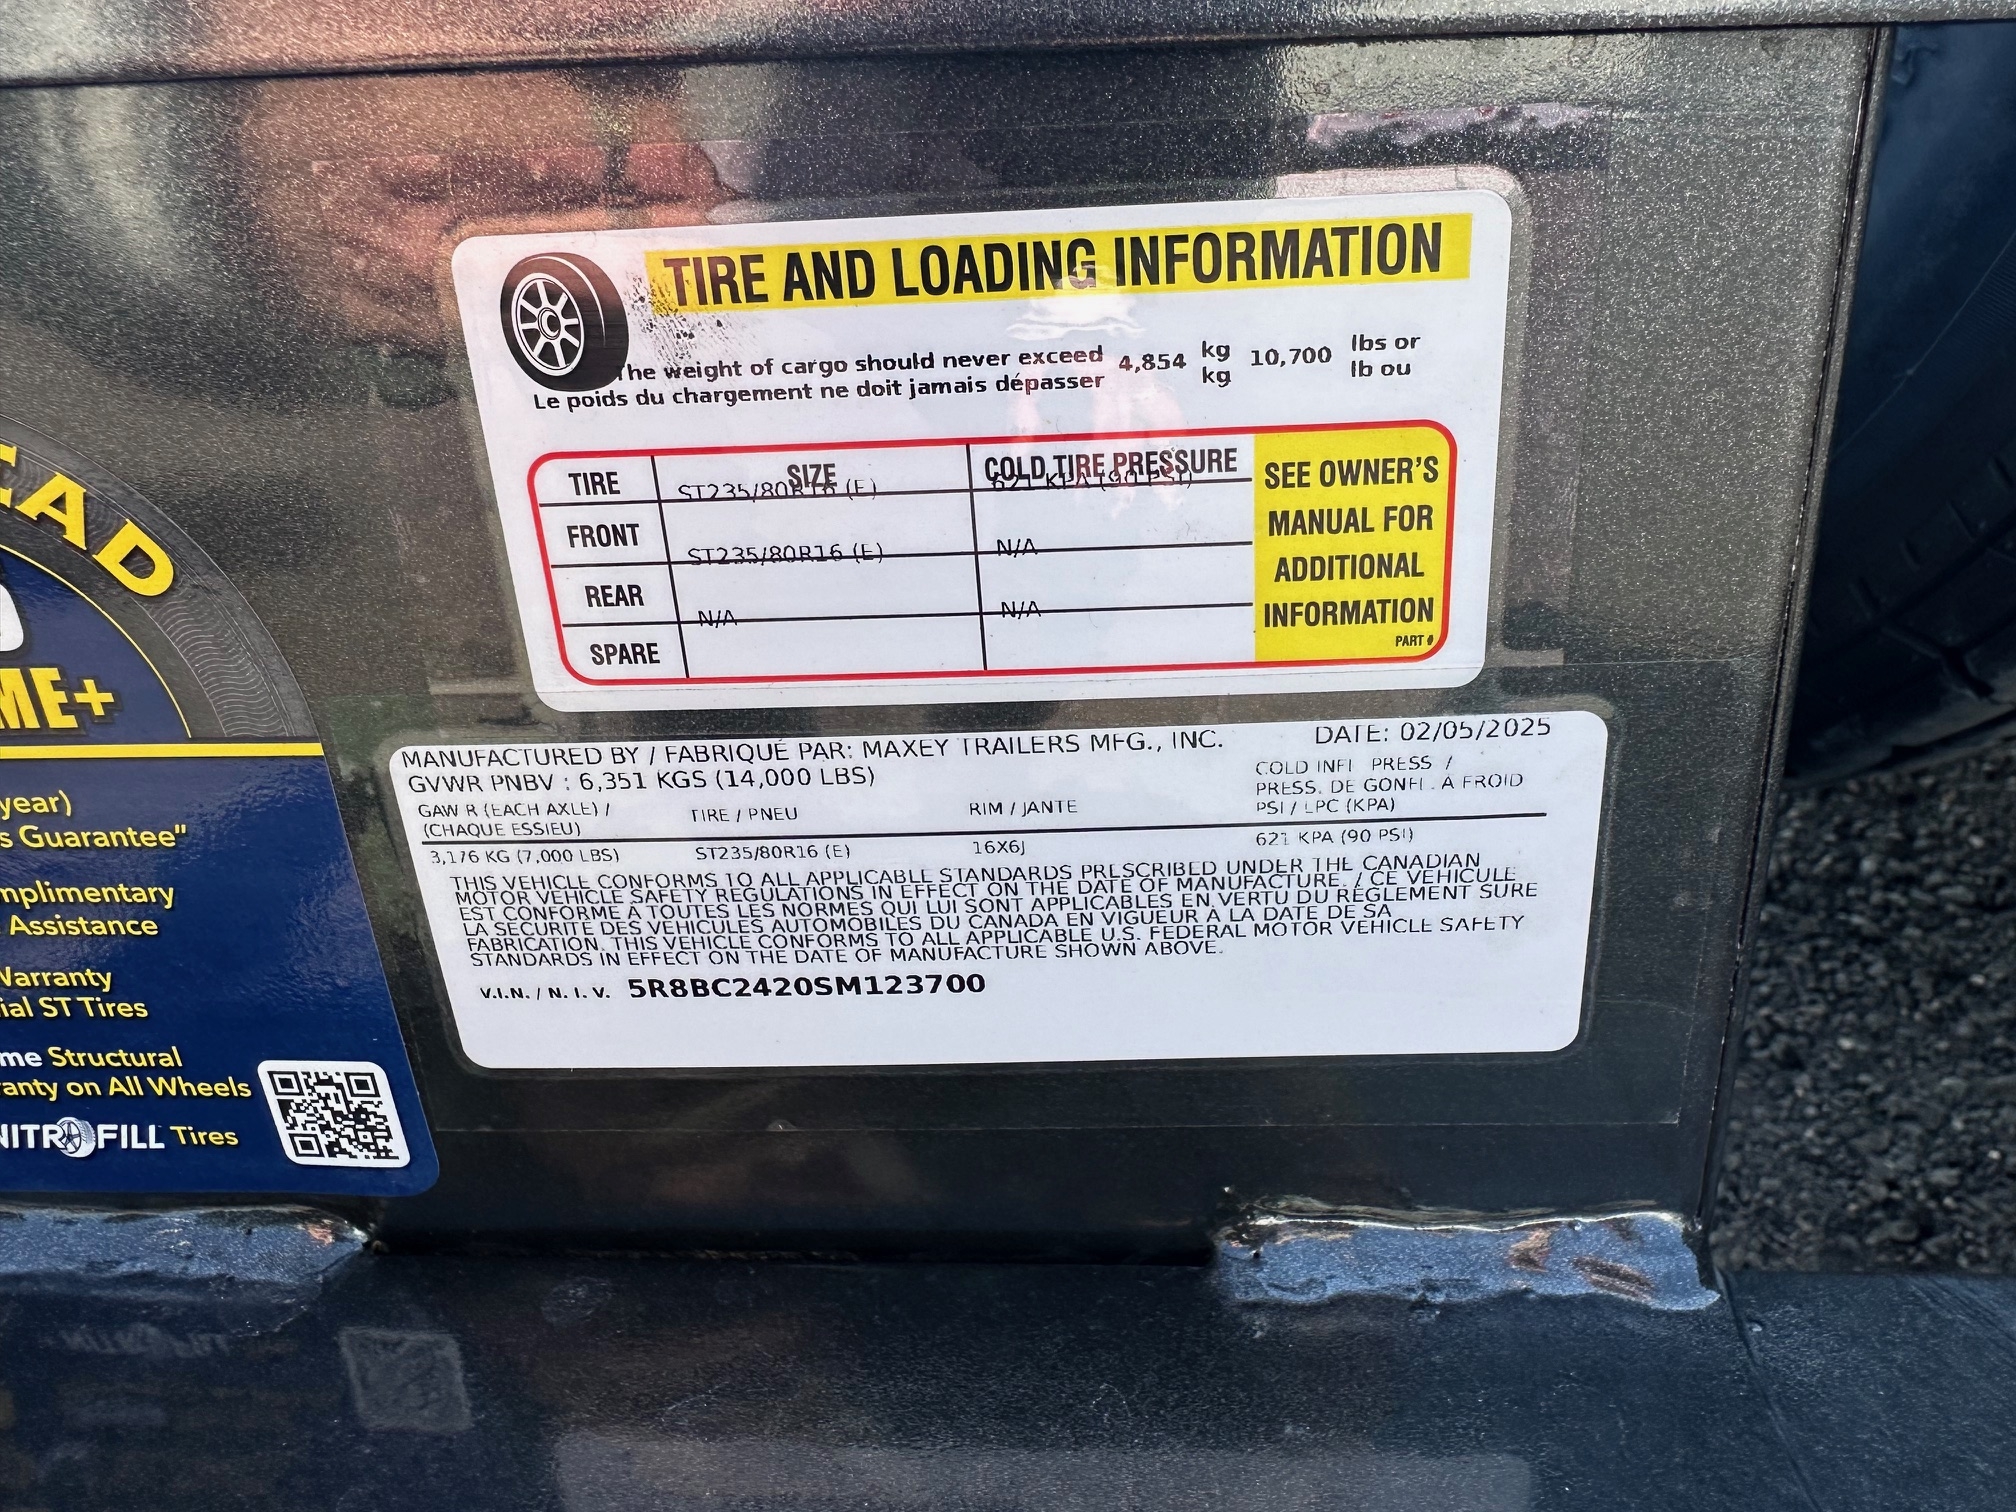 TIRE AND LOADING INFORMATION
The weight of cargo should never exceed 4,854 kg 10,700 lbs or
Le poids du chargement ne doit jamais dépasser kg lb ou
TIRE SIZE COLD TIRE PRESSURE
ST235/80R16 (E) 621 KPA (90 PSI)
FRONT
ST235/80R16 (E) N/A
REAR
N/A N/A
SPARE
SEE OWNER'S
MANUAL FOR
ADDITIONAL
INFORMATION
PART #
MANUFACTURED BY / FABRIQUÉ PAR: MAXEY TRAILERS MFG., INC. DATE: 02/05/2025
GVWR PNBV : 6,351 KGS (14,000 LBS)
GAW R (EACH AXLE) /
(CHAQUE ESSIEU)
TIRE / PNEU
RIM / JANTE
COLD INFL PRESS /
PRESS. DE GONFL . À FROID
PSI / LPC (KPA)
3,176 KG (7,000 LBS) ST235/80R16 (E) 16X6J 621 KPA (90 PSI)
THIS VEHICLE CONFORMS TO ALL APPLICABLE STANDARDS PRESCRIBED UNDER THE CANADIAN
MOTOR VEHICLE SAFETY REGULATIONS IN EFFECT ON THE DATE OF MANUFACTURE. / CE VEHICULE
EST CONFORME A TOUTES LES NORMES QUI LUI SONT APPLICABLES EN VERTU DU RÈGLEMENT SURE
LA SECURITE DES VEHICULES AUTOMOBILES DU CANADA EN VIGUEUR A LA DATE DE SA
FABRICATION. THIS VEHICLE CONFORMS TO ALL APPLICABLE U.S. FEDERAL MOTOR VEHICLE SAFETY
STANDARDS IN EFFECT ON THE DATE OF MANUFACTURE SHOWN ABOVE.
V.I.N. / N. I. V. 5R8BC2420SM123700
EAD
ME+
year)
s Guarantee"
mplimentary
Assistance
Warranty
ial ST Tires
me Structural
ranty on All Wheels
NITROFILL Tires